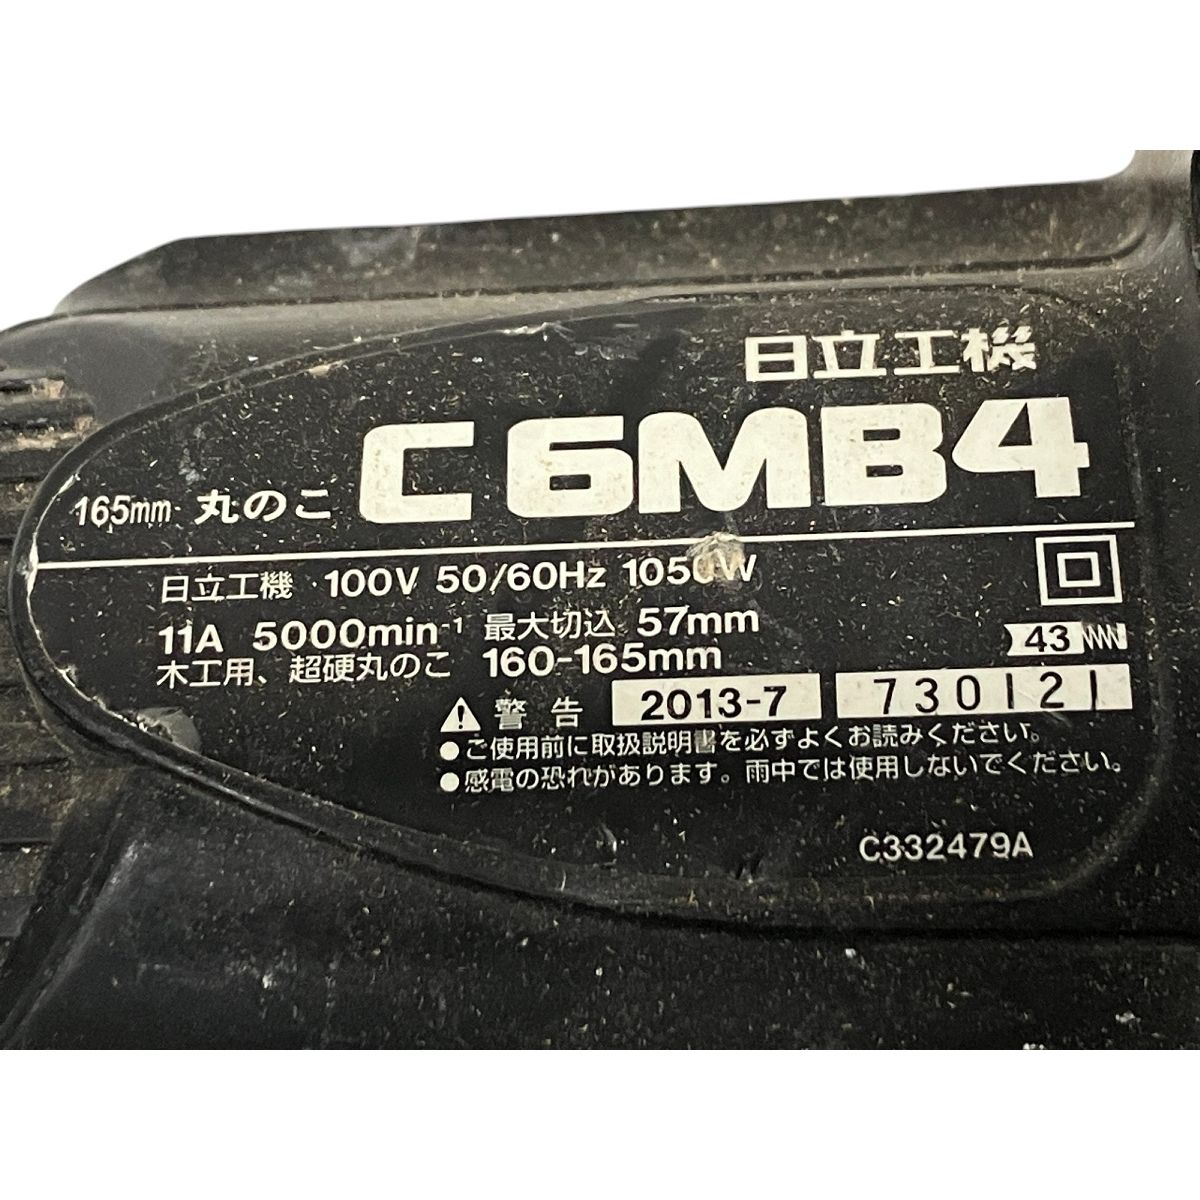 日立工機
165mm 丸のこ C6MB4
日立工機 100V 50/60Hz 1050W
11A 5000min-1 最大切込 57mm
43
木工用、超硬丸のこ 160-165mm
警告 2013-7 730121
●ご使用前に取扱説明書を必ずよくお読みください。
●感電の恐れがあります。雨中では使用しないでください。
C332479A